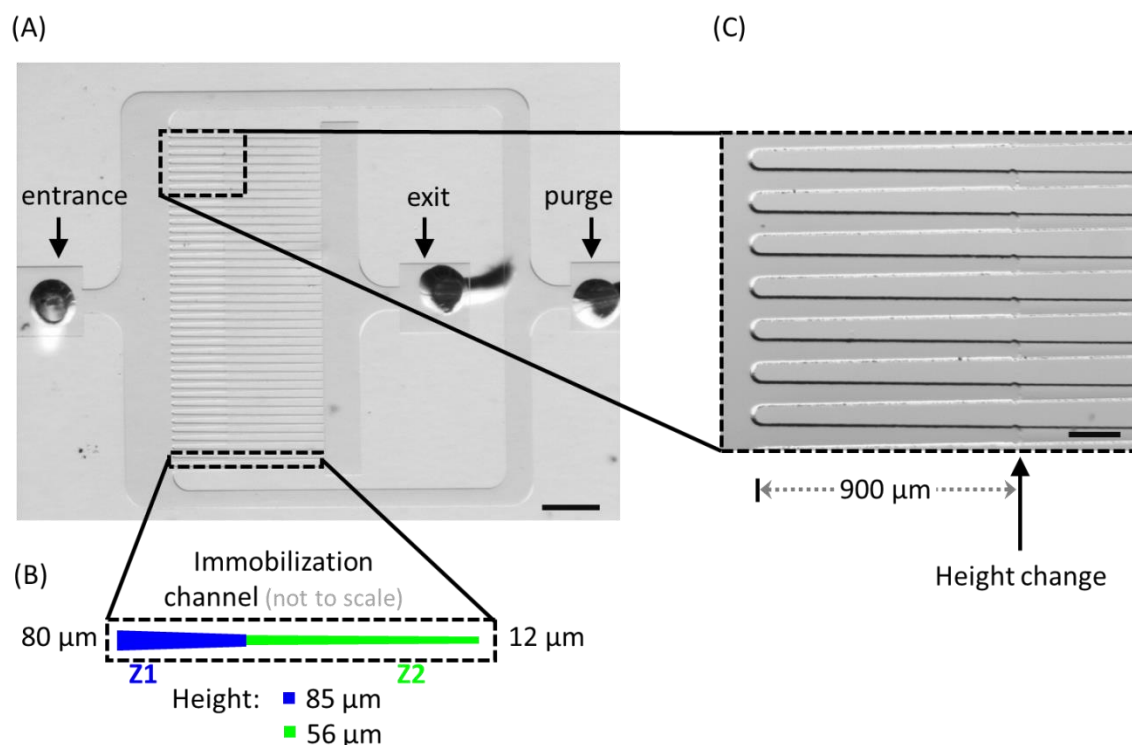 (A)
(C)
entrance
exit
purge
900 μm
Height change
(B)
Immobilization
channel (not to scale)
80 μm
12 μm
Z1
Z2
Height:
85 μm
56 μm